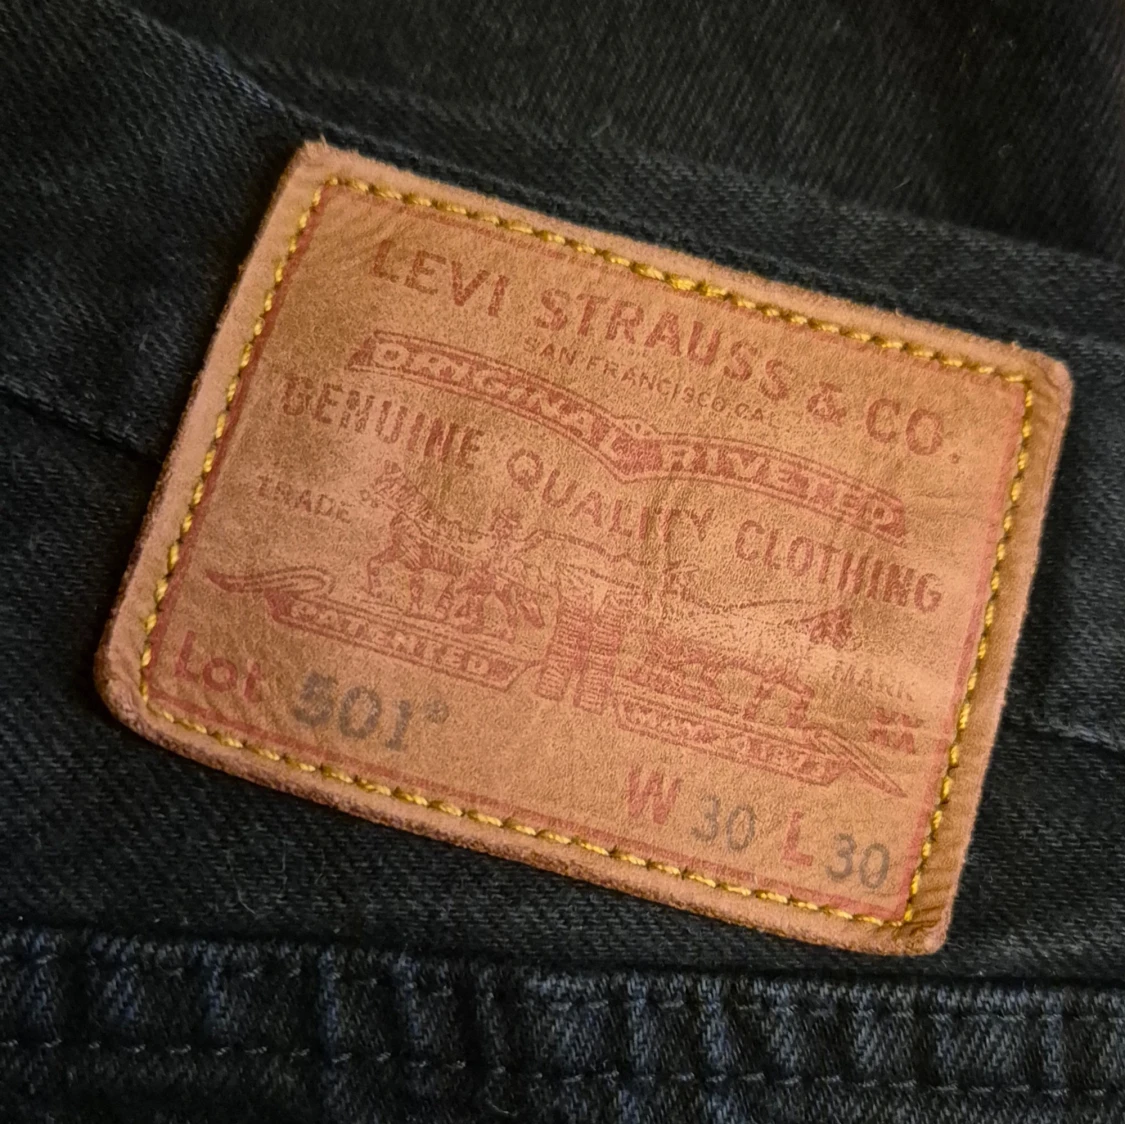 LEVI STRAUSS & CO.
SAN FRANCISCO, CAL.
ORIGINAL RIVETED
GENUINE QUALITY CLOTHING
TRADE MARK
PATENTED
MAY 20 1873
XX
Lot 501®
W 30 L 30